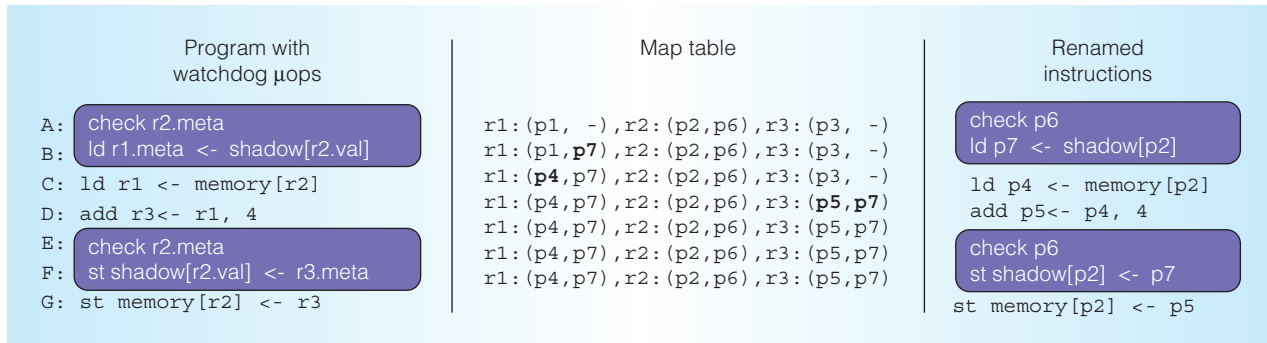 Program with
watchdog μops
A: check r2.meta
B: ld r1.meta <- shadow[r2.val]
C: ld r1 <- memory[r2]
D: add r3<- r1, 4
E: check r2.meta
F: st shadow[r2.val] <- r3.meta
G: st memory[r2] <- r3
Map table
r1:(p1, -),r2:(p2,p6),r3:(p3, -)
r1:(p1,p7),r2:(p2,p6),r3:(p3, -)
r1:(p4,p7),r2:(p2,p6),r3:(p3, -)
r1:(p4,p7),r2:(p2,p6),r3:(p5,p7)
r1:(p4,p7),r2:(p2,p6),r3:(p5,p7)
r1:(p4,p7),r2:(p2,p6),r3:(p5,p7)
r1:(p4,p7),r2:(p2,p6),r3:(p5,p7)
Renamed
instructions
check p6
ld p7 <- shadow[p2]
ld p4 <- memory[p2]
add p5<- p4, 4
check p6
st shadow[p2] <- p7
st memory[p2] <- p5